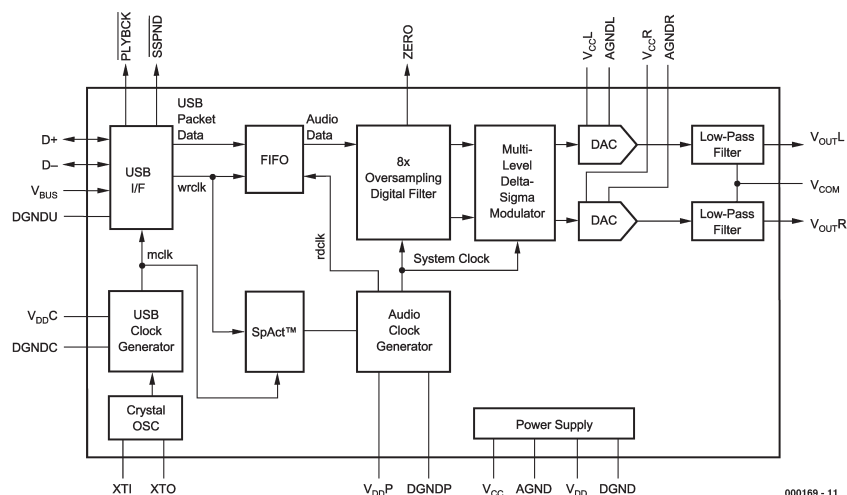 PLYBCK
SSPND
ZERO
VCCL
AGNDL
VCCR
AGNDR
USB
Packet
Data
Audio
Data
D+
D–
VBUS
DGNDU
USB
I/F
wrclk
FIFO
8x
Oversampling
Digital Filter
Multi-
Level
Delta-
Sigma
Modulator
DAC
DAC
Low-Pass
Filter
Low-Pass
Filter
VOUTL
VCOM
VOUTR
mclk
rdclk
System Clock
VDDC
DGNDC
USB
Clock
Generator
SpAct™
Audio
Clock
Generator
Crystal
OSC
Power Supply
XTI
XTO
VDDP
DGNDP
VCC
AGND
VDD
DGND
000169 - 11